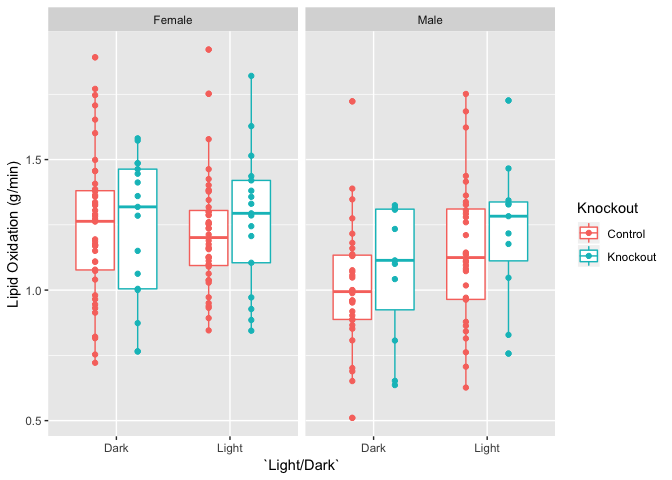 Female
Male
Lipid Oxidation (g/min)
1.5
1.0
0.5
Dark
Light
Dark
Light
`Light/Dark`
Knockout
Control
Knockout